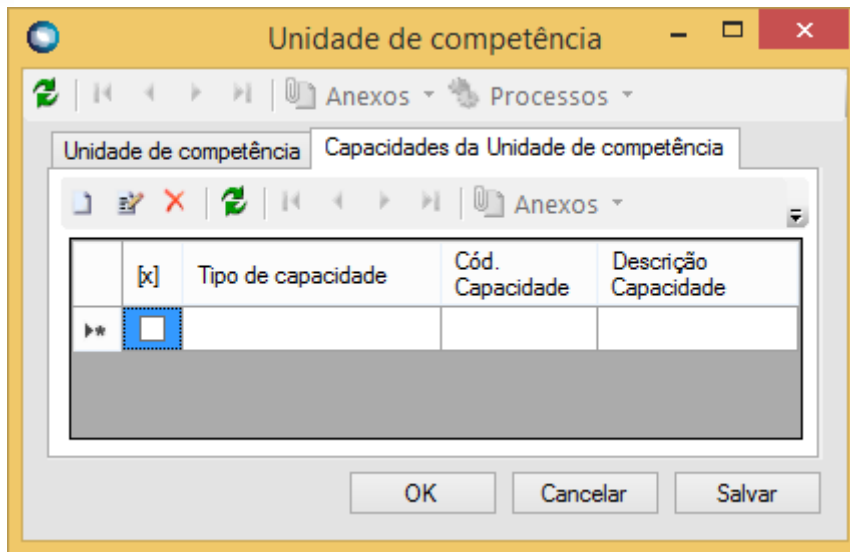 Unidade de competência
Anexos Processos
Unidade de competência Capacidades da Unidade de competência
Anexos
[x] Tipo de capacidade Cód. Capacidade Descrição Capacidade
OK Cancelar Salvar